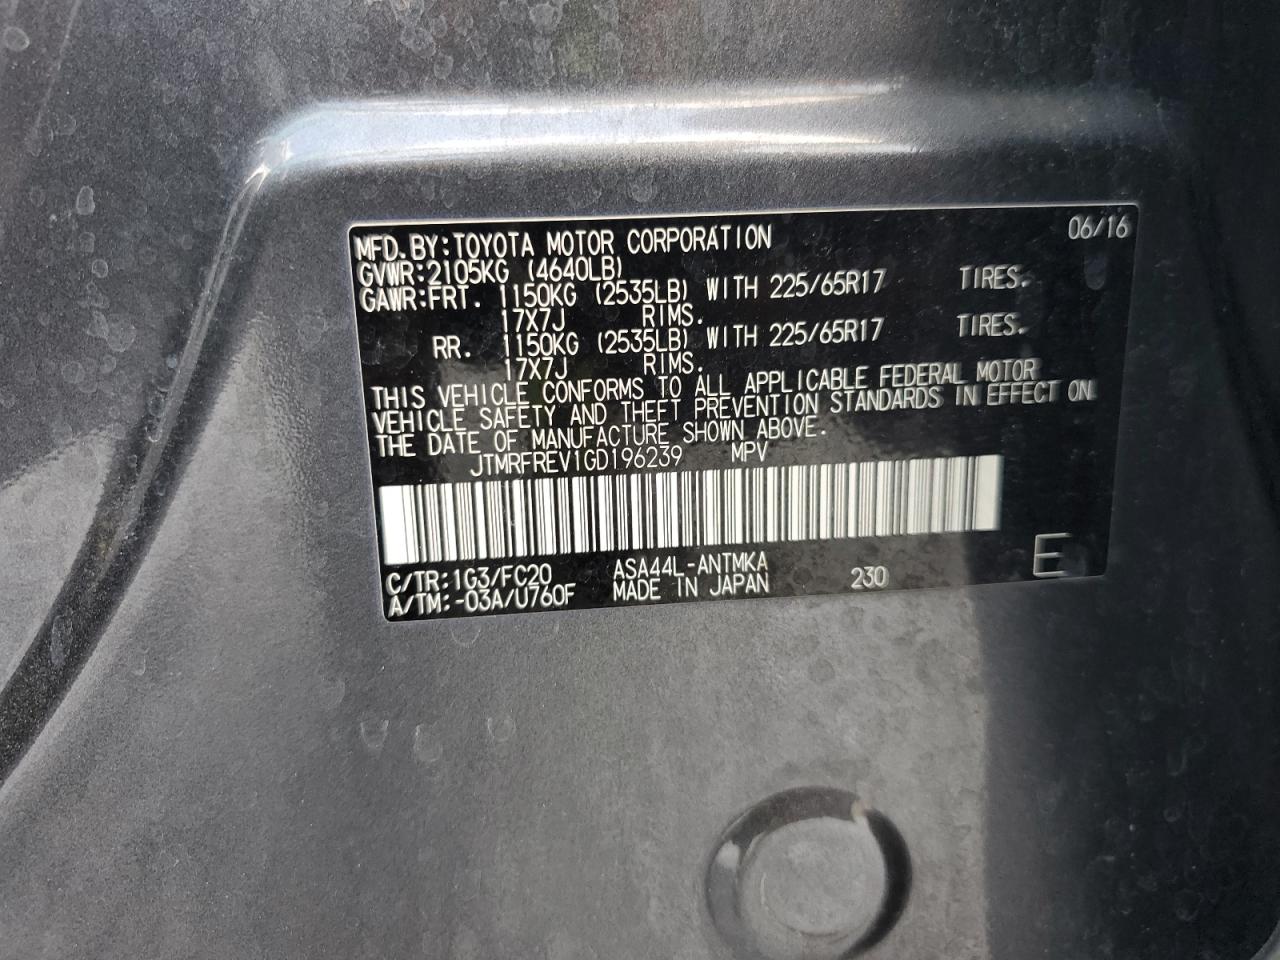 MFD.BY:TOYOTA MOTOR CORPORATION 06/16
GVWR:2105KG (4640LB)
GAWR:FRT. 1150KG (2535LB) WITH 225/65R17 TIRES.
17X7J RIMS.
RR. 1150KG (2535LB) WITH 225/65R17 TIRES.
17X7J RIMS.
THIS VEHICLE CONFORMS TO ALL APPLICABLE FEDERAL MOTOR
VEHICLE SAFETY AND THEFT PREVENTION STANDARDS IN EFFECT ON
THE DATE OF MANUFACTURE SHOWN ABOVE.
JTMRFREV1GD196239 MPV
C/TR:1G3/FC20 ASA44L-ANTMKA 230 E
A/TM:-03A/U760F MADE IN JAPAN